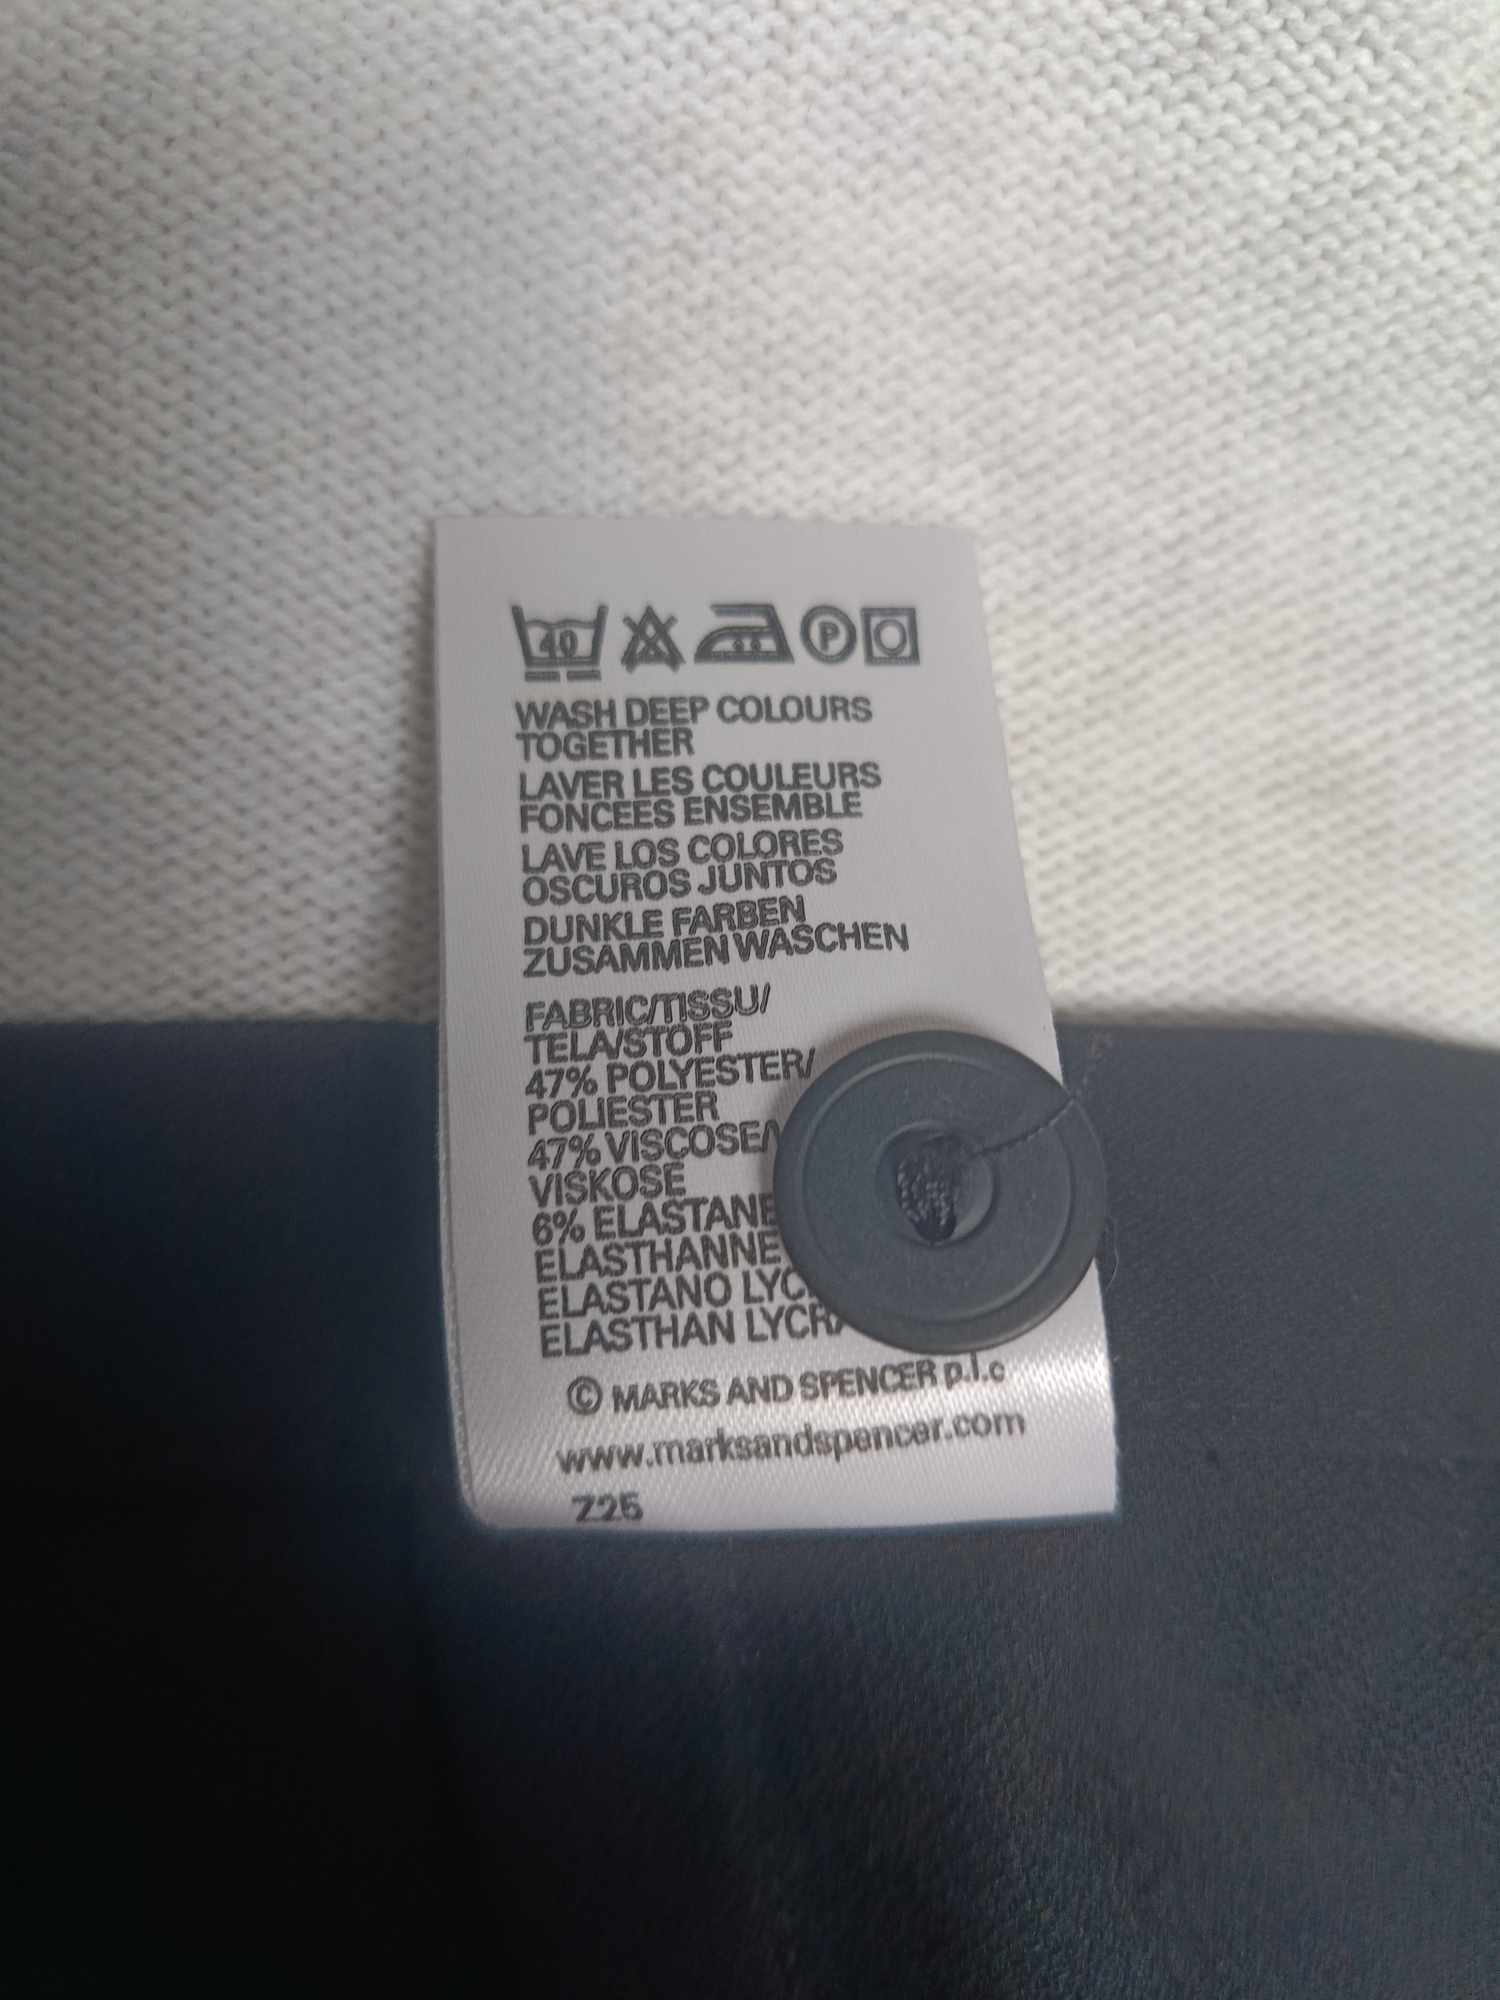 40
P
WASH DEEP COLOURS
TOGETHER
LAVER LES COULEURS
FONCEES ENSEMBLE
LAVE LOS COLORES
OSCUROS JUNTOS
DUNKLE FARBEN
ZUSAMMEN WASCHEN
FABRIC/TISSU/
TELA/STOFF
47% POLYESTER/
POLIESTER
47% VISCOSE/
VISKOSE
6% ELASTANE
ELASTHANNE
ELASTANO
ELASTHAN LYCRA
© MARKS AND SPENCER p.l.c
www.marksandspencer.com
Z25